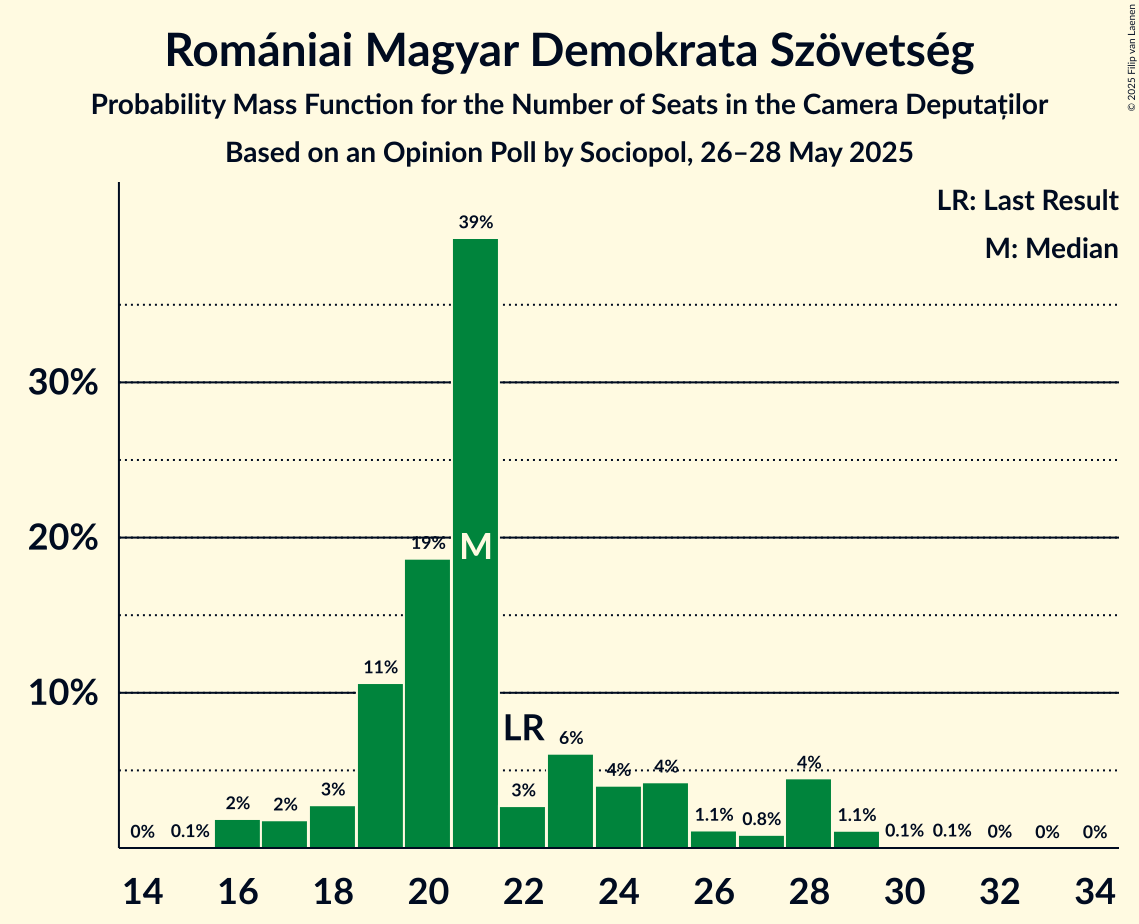 Romániai Magyar Demokrata Szövetség
Probability Mass Function for the Number of Seats in the Camera Deputaților
Based on an Opinion Poll by Sociopol, 26–28 May 2025
© 2025 Filip van Laenen
LR: Last Result
M: Median
39%
30%
20%
19%
M
11%
10%
LR
6%
4%
4%
4%
3%
3%
2%
2%
1.1%
0.8%
1.1%
0%
0.1%
0.1%
0.1%
0%
0%
0%
14 16 18 20 22 24 26 28 30 32 34